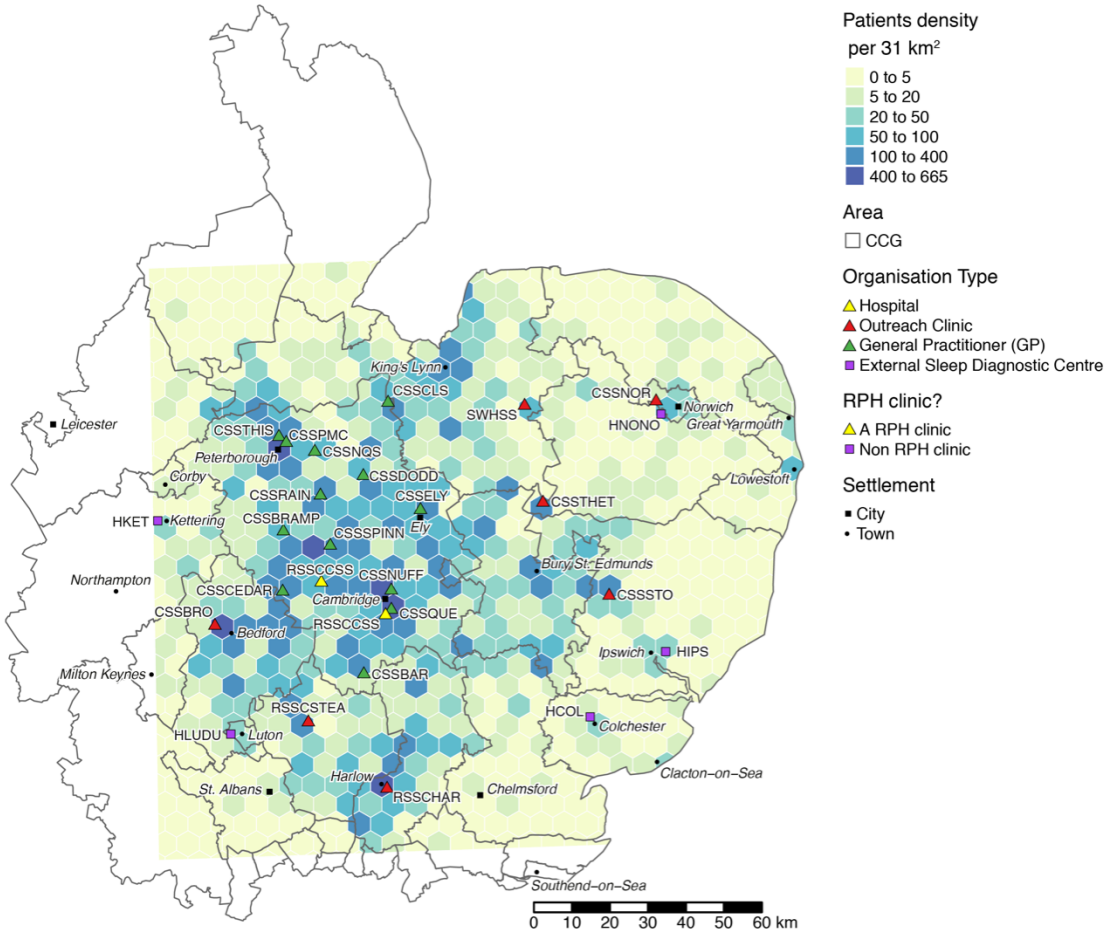 Patients density
per 31 km²
0 to 5
5 to 20
20 to 50
50 to 100
100 to 400
400 to 665
Area
CCG
Organisation Type
Hospital
Outreach Clinic
General Practitioner (GP)
External Sleep Diagnostic Centre
RPH clinic?
A RPH clinic
Non RPH clinic
Settlement
City
Town
King's Lynn
CSSCLS
SWHSS
CSSNOR
Norwich
HNONO
Great Yarmouth
Leicester
CSSTHIS
CSSPMC
CSSNQS
Peterborough
Lowestoft
Corby
CSSDODD
CSSRAIN
CSSELY
CSSTHET
HKET
Kettering
CSSBRAMP
Ely
CSSSPINN
Bury St. Edmunds
RSSCCSS
CSSNUFF
Northampton
CSSCEDAR
Cambridge
CSSSTO
CSSBRO
CSSQUE
RSSCCSS
Bedford
Ipswich
HIPS
Milton Keynes
CSSBAR
RSSCSTEA
HCOL
Colchester
HLUDU
Luton
Clacton-on-Sea
Harlow
St. Albans
RSSCHAR
Chelmsford
Southend-on-Sea
0 10 20 30 40 50 60 km